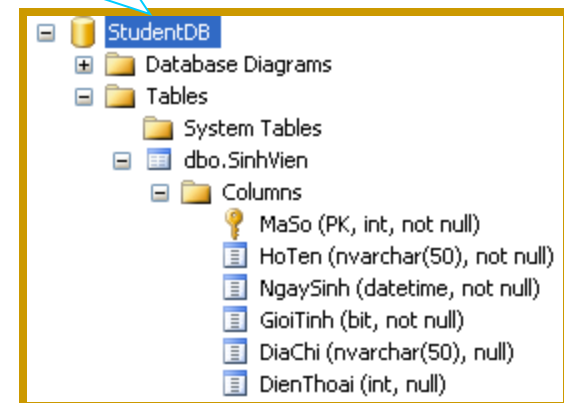 StudentDB
Database Diagrams
Tables
System Tables
dbo.SinhVien
Columns
MaSo (PK, int, not null)
HoTen (nvarchar(50), not null)
NgaySinh (datetime, not null)
GioiTinh (bit, not null)
DiaChi (nvarchar(50), null)
DienThoai (int, null)